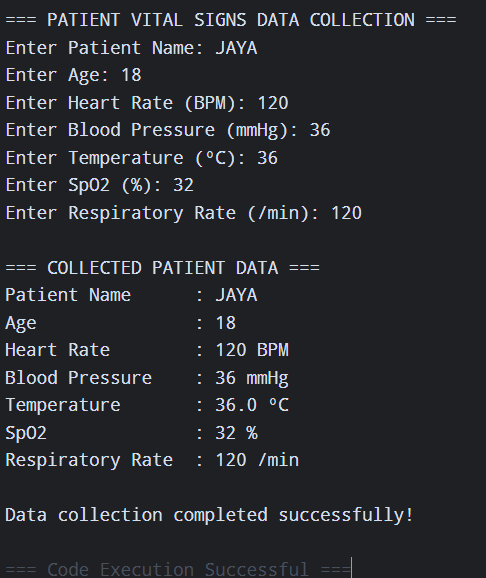 === PATIENT VITAL SIGNS DATA COLLECTION ===
Enter Patient Name: JAYA
Enter Age: 18
Enter Heart Rate (BPM): 120
Enter Blood Pressure (mmHg): 36
Enter Temperature (ºC): 36
Enter SpO2 (%): 32
Enter Respiratory Rate (/min): 120

=== COLLECTED PATIENT DATA ===
Patient Name      : JAYA
Age               : 18
Heart Rate        : 120 BPM
Blood Pressure    : 36 mmHg
Temperature       : 36.0 ºC
SpO2              : 32 %
Respiratory Rate  : 120 /min

Data collection completed successfully!

=== Code Execution Successful ===